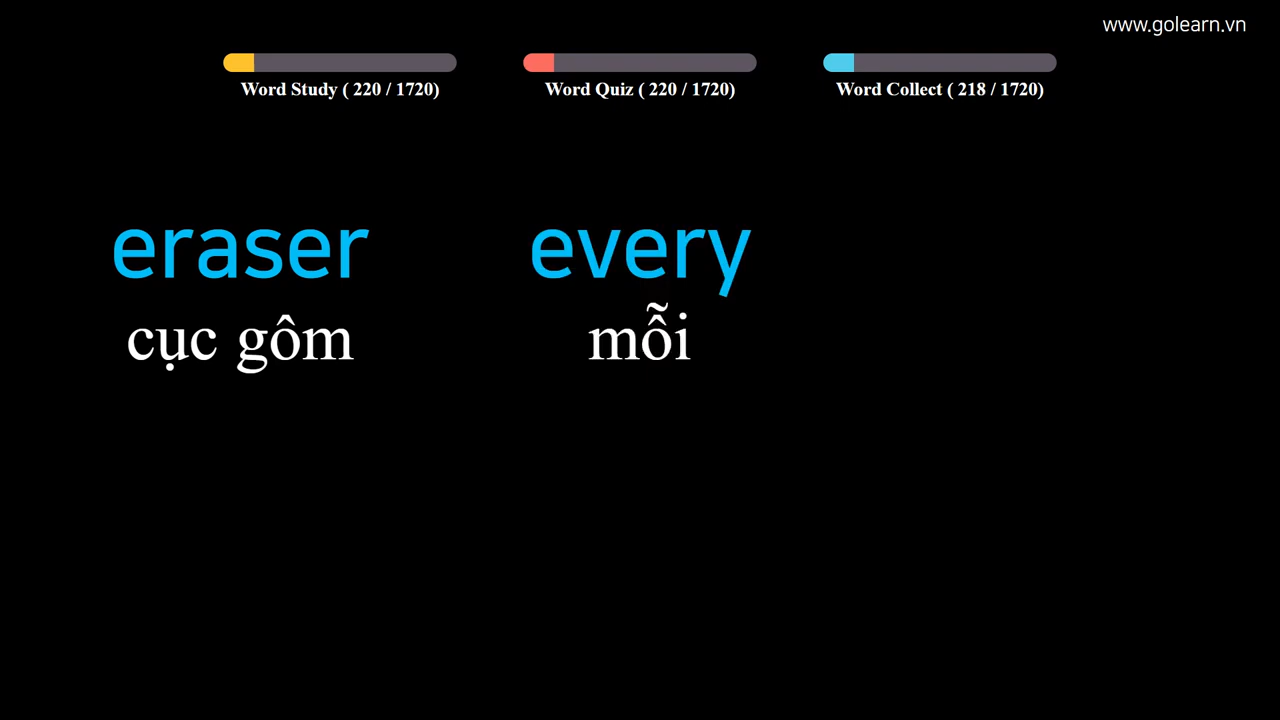 www.golearn.vn
Word Study ( 220 / 1720)
Word Quiz ( 220 / 1720)
Word Collect ( 218 / 1720)
eraser
cục gôm
every
mỗi